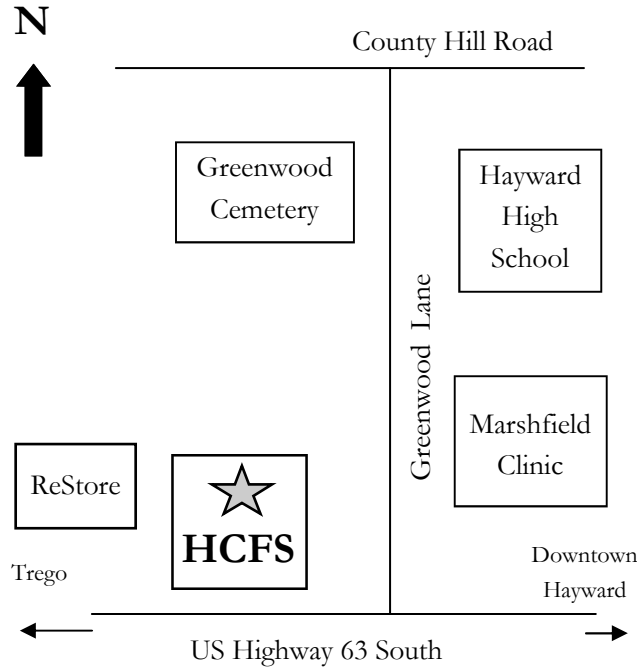 N
County Hill Road
Greenwood
Cemetery
Hayward
High
School
Greenwood Lane
Marshfield
Clinic
ReStore
HCFS
Trego
Downtown
Hayward
US Highway 63 South